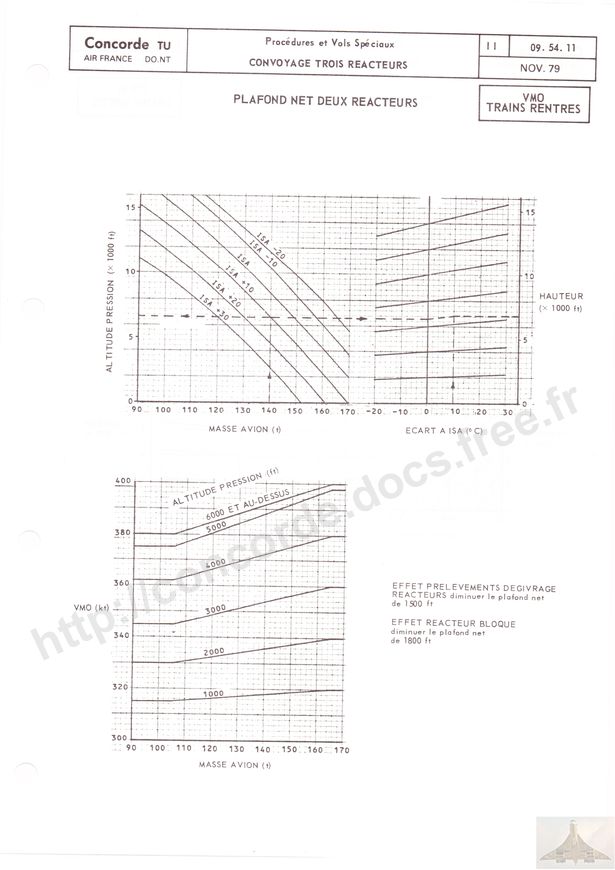 Concorde TU
AIR FRANCE DO.NT
Procédures et Vols Spéciaux
CONVOYAGE TROIS REACTEURS
II
09. 54. 11
NOV. 79
PLAFOND NET DEUX REACTEURS
VMO
TRAINS RENTRES
ALTITUDE PRESSION (× 1000 ft)
15
10
5
0
ISA -20
ISA -10
ISA
ISA +10
ISA +20
ISA +30
15
10
5
0
HAUTEUR
(× 1000 ft)
90 100 110 120 130 140 150 160 170 -20 -10 0 10 20 30
MASSE AVION (t)
ECART A ISA (°C)
ALTITUDE PRESSION (ft)
6000 ET AU-DESSUS
5000
4000
3000
2000
1000
400
380
360
VMO (kt)
340
320
300
90 100 110 120 130 140 150 160 170
MASSE AVION (t)
EFFET PRELEVEMENTS DEGIVRAGE
REACTEURS diminuer le plafond net
de 1500 ft
EFFET REACTEUR BLOQUE
diminuer le plafond net
de 1800 ft
http://concorde.docs.free.fr